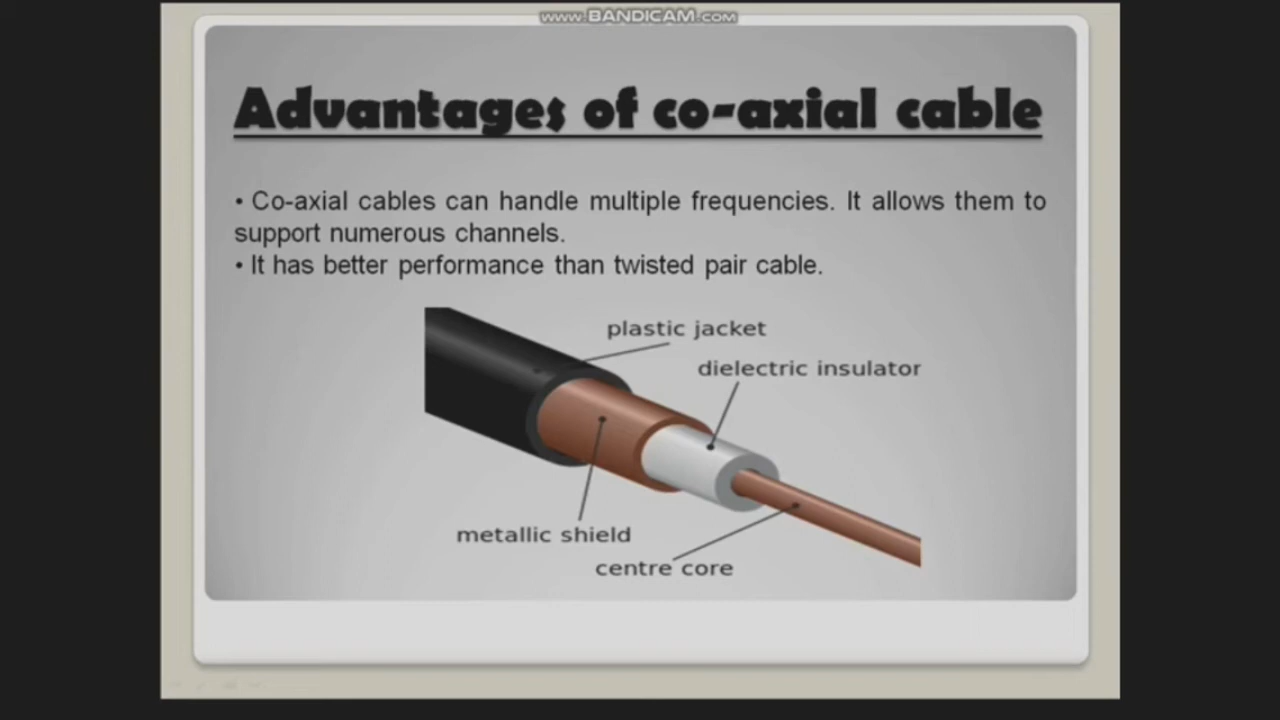 www.BANDICAM.com
Advantages of co-axial cable
• Co-axial cables can handle multiple frequencies. It allows them to
support numerous channels.
• It has better performance than twisted pair cable.
plastic jacket
dielectric insulator
metallic shield
centre core